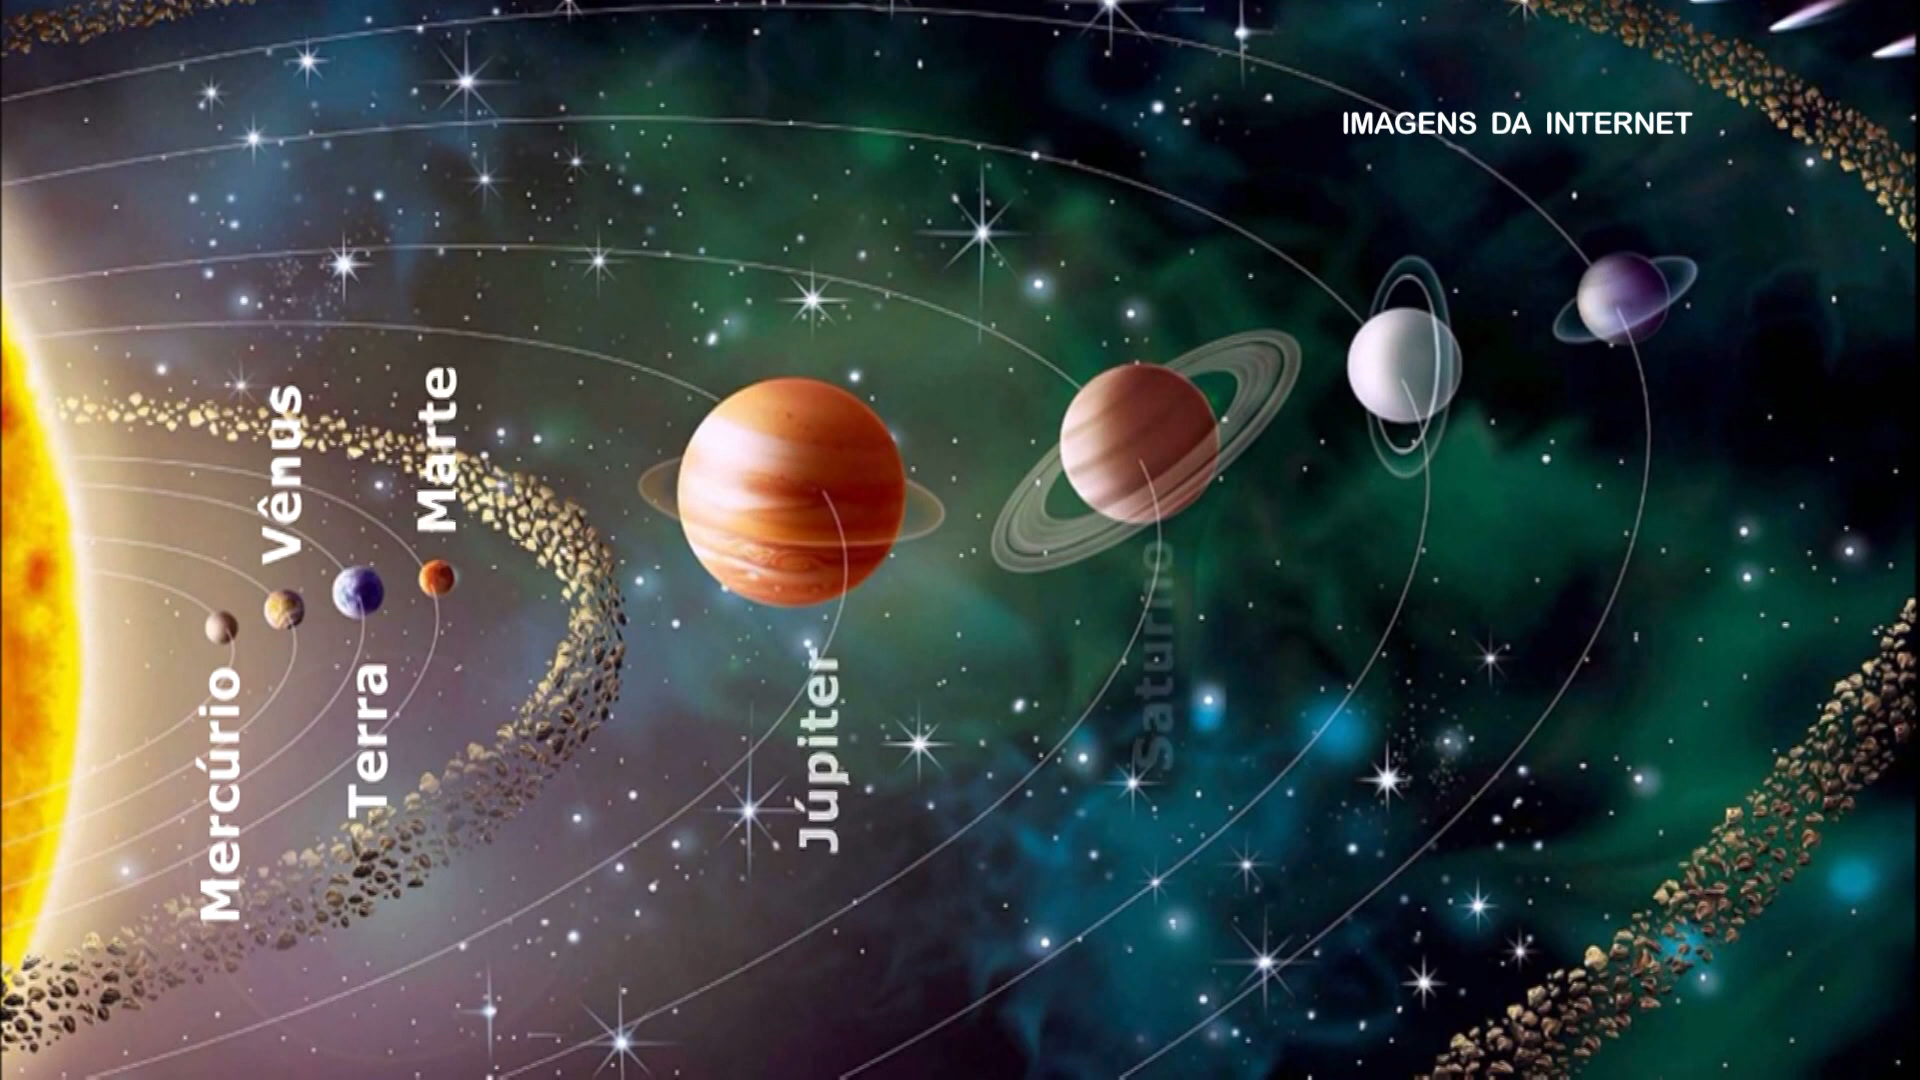 IMAGENS DA INTERNET
Mercúrio
Vênus
Terra
Marte
Júpiter
Saturno